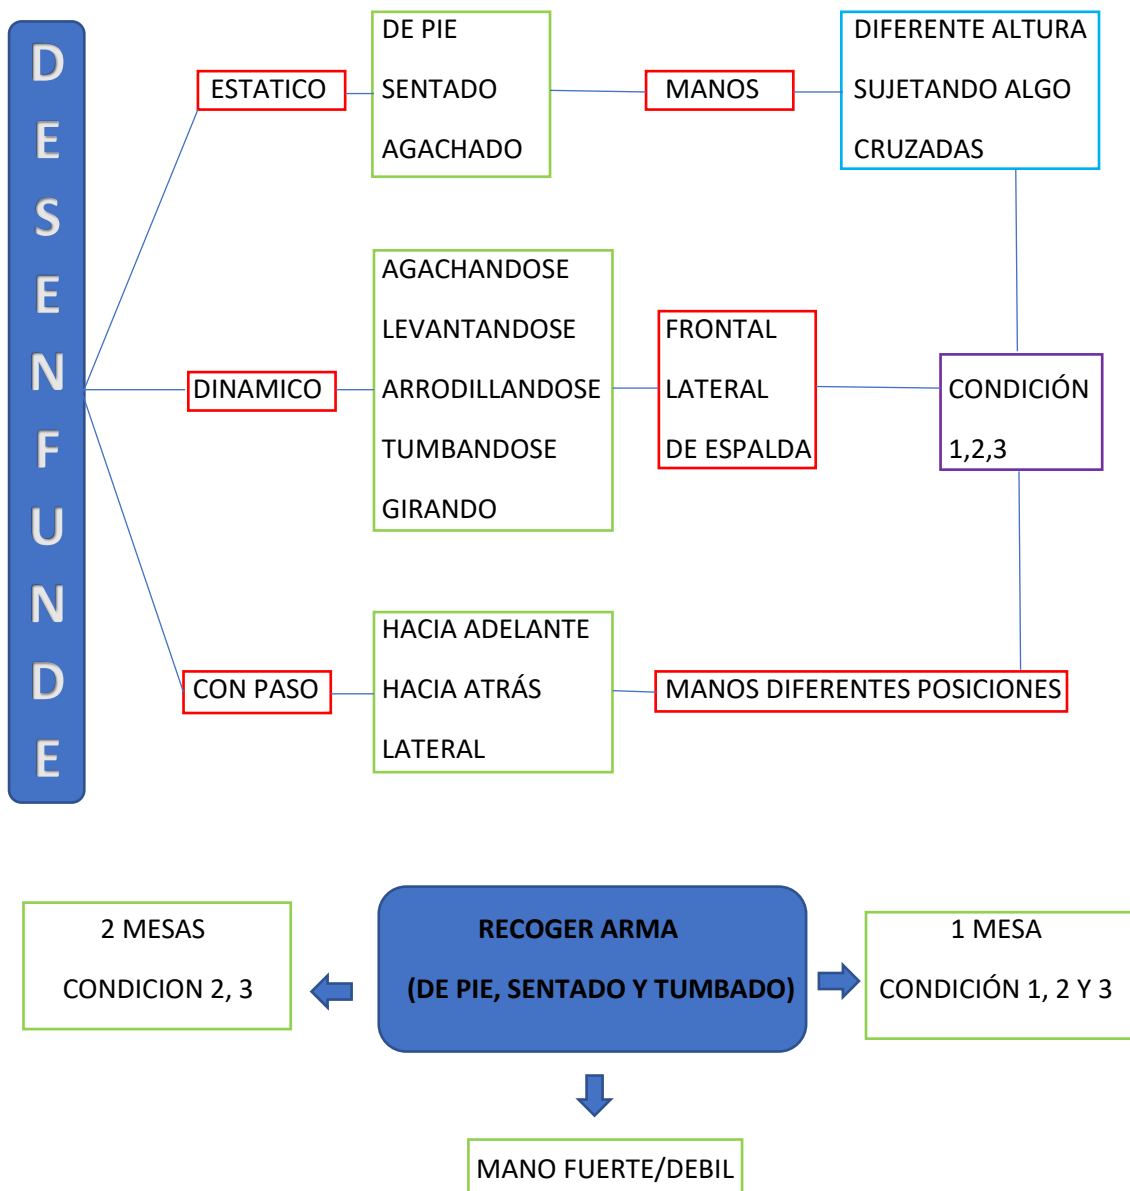 DESENFUNDE
ESTATICO
DE PIE
SENTADO
AGACHADO
MANOS
DIFERENTE ALTURA
SUJETANDO ALGO
CRUZADAS
DINAMICO
AGACHANDOSE
LEVANTANDOSE
ARRODILLANDOSE
TUMBANDOSE
GIRANDO
FRONTAL
LATERAL
DE ESPALDA
CONDICIÓN
1,2,3
CON PASO
HACIA ADELANTE
HACIA ATRÁS
LATERAL
MANOS DIFERENTES POSICIONES
2 MESAS
CONDICION 2, 3
RECOGER ARMA
(DE PIE, SENTADO Y TUMBADO)
1 MESA
CONDICIÓN 1, 2 Y 3
MANO FUERTE/DEBIL